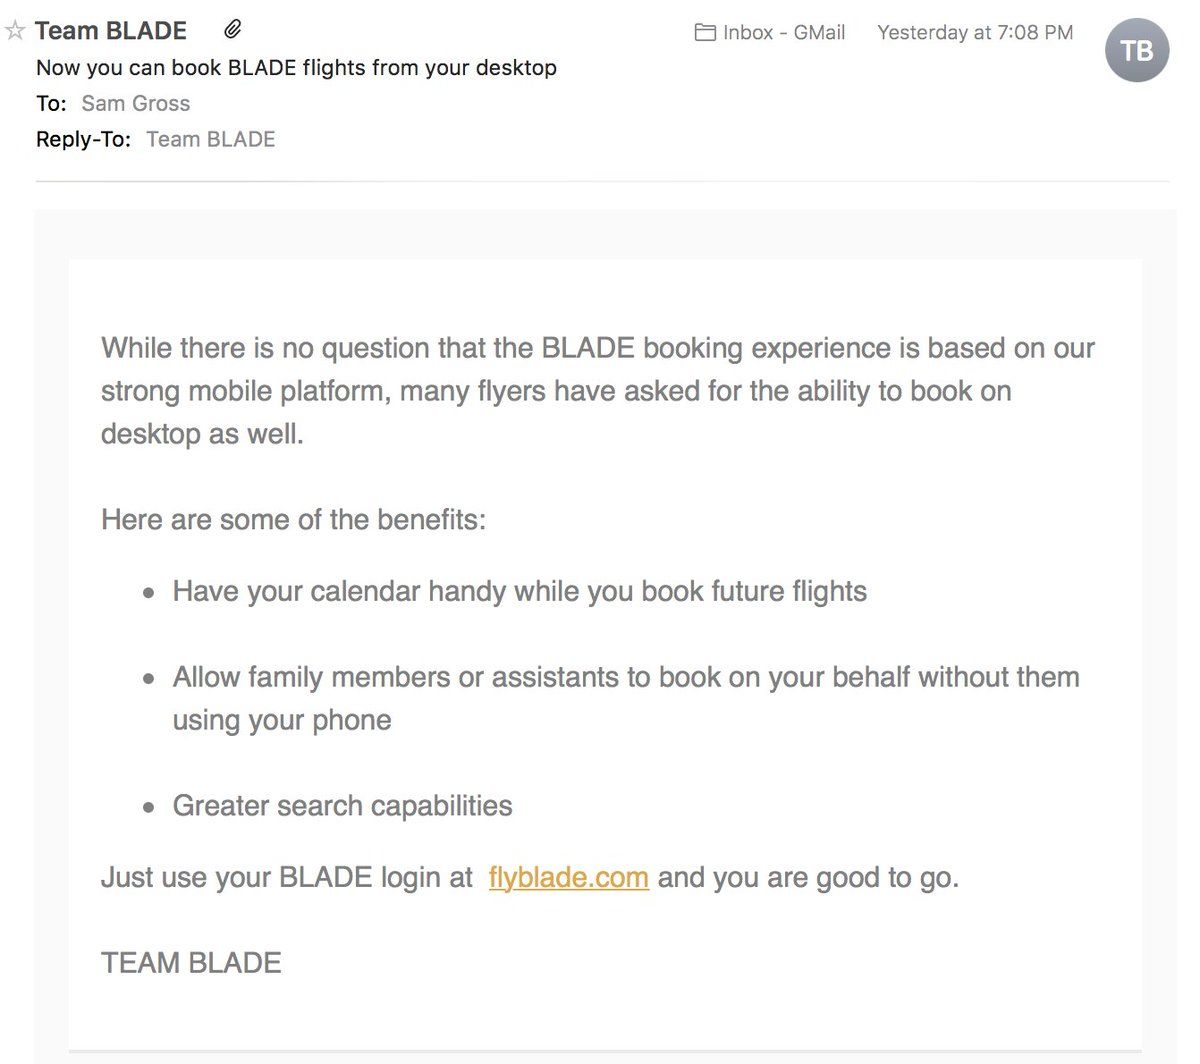 Team BLADE
Inbox - GMail
Yesterday at 7:08 PM
TB
Now you can book BLADE flights from your desktop
To: Sam Gross
Reply-To: Team BLADE
While there is no question that the BLADE booking experience is based on our
strong mobile platform, many flyers have asked for the ability to book on
desktop as well.
Here are some of the benefits:
• Have your calendar handy while you book future flights
• Allow family members or assistants to book on your behalf without them
using your phone
• Greater search capabilities
Just use your BLADE login at flyblade.com and you are good to go.
TEAM BLADE